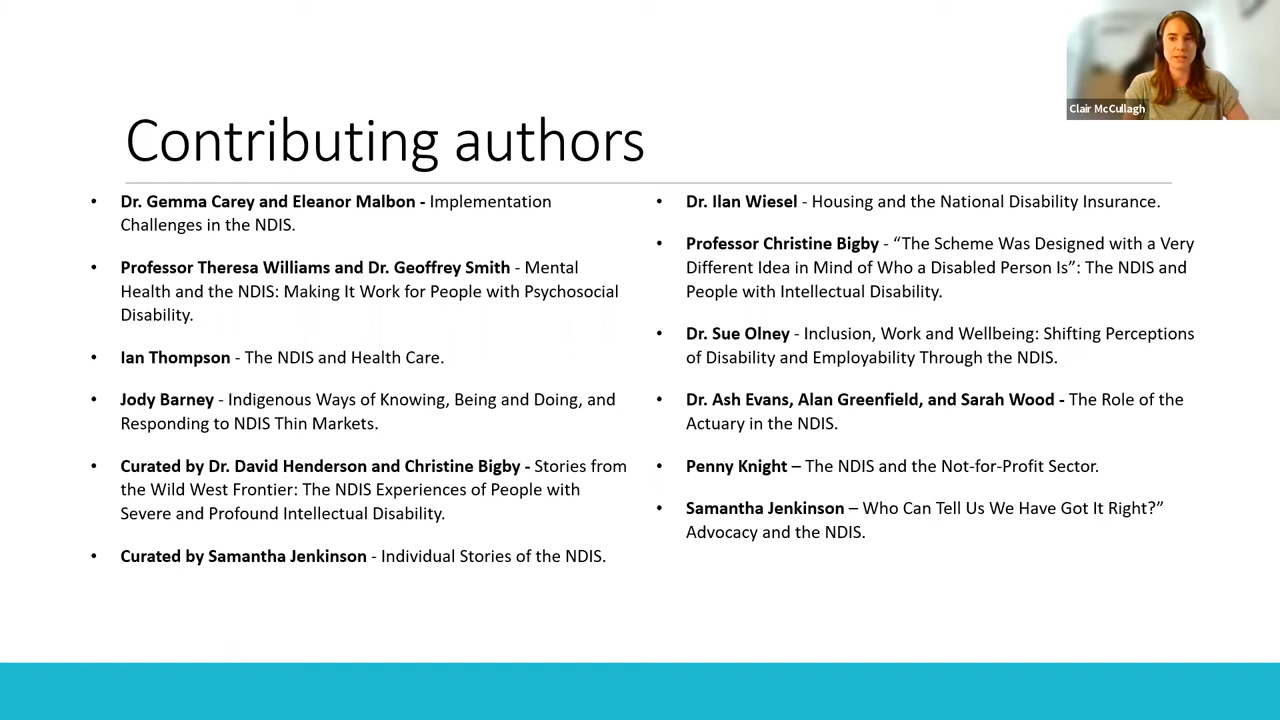 Clair McCullagh
Contributing authors
• Dr. Gemma Carey and Eleanor Malbon - Implementation
Challenges in the NDIS.
• Professor Theresa Williams and Dr. Geoffrey Smith - Mental
Health and the NDIS: Making It Work for People with Psychosocial
Disability.
• Ian Thompson - The NDIS and Health Care.
• Jody Barney - Indigenous Ways of Knowing, Being and Doing, and
Responding to NDIS Thin Markets.
• Curated by Dr. David Henderson and Christine Bigby - Stories from
the Wild West Frontier: The NDIS Experiences of People with
Severe and Profound Intellectual Disability.
• Curated by Samantha Jenkinson - Individual Stories of the NDIS.
• Dr. Ilan Wiesel - Housing and the National Disability Insurance.
• Professor Christine Bigby - “The Scheme Was Designed with a Very
Different Idea in Mind of Who a Disabled Person Is”: The NDIS and
People with Intellectual Disability.
• Dr. Sue Olney - Inclusion, Work and Wellbeing: Shifting Perceptions
of Disability and Employability Through the NDIS.
• Dr. Ash Evans, Alan Greenfield, and Sarah Wood - The Role of the
Actuary in the NDIS.
• Penny Knight – The NDIS and the Not-for-Profit Sector.
• Samantha Jenkinson – Who Can Tell Us We Have Got It Right?”
Advocacy and the NDIS.